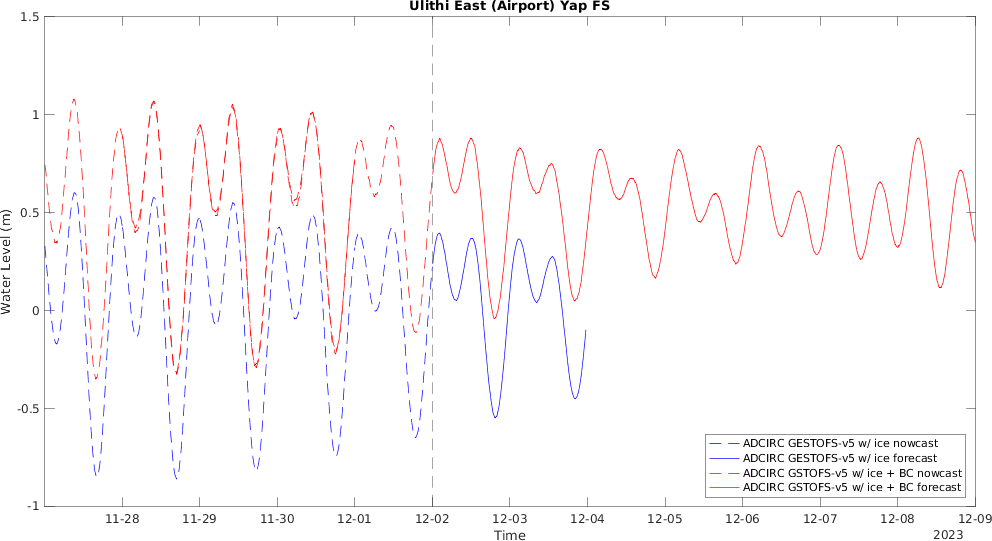 Ulithi East (Airport) Yap FS
1.5
1
0.5
0
-0.5
-1
Water Level (m)
ADCIRC GESTOFS-v5 w/ ice nowcast
ADCIRC GESTOFS-v5 w/ ice forecast
ADCIRC GSTOFS-v5 w/ ice + BC nowcast
ADCIRC GSTOFS-v5 w/ ice + BC forecast
11-28 11-29 11-30 12-01 12-02 12-03 12-04 12-05 12-06 12-07 12-08 12-09
Time
2023